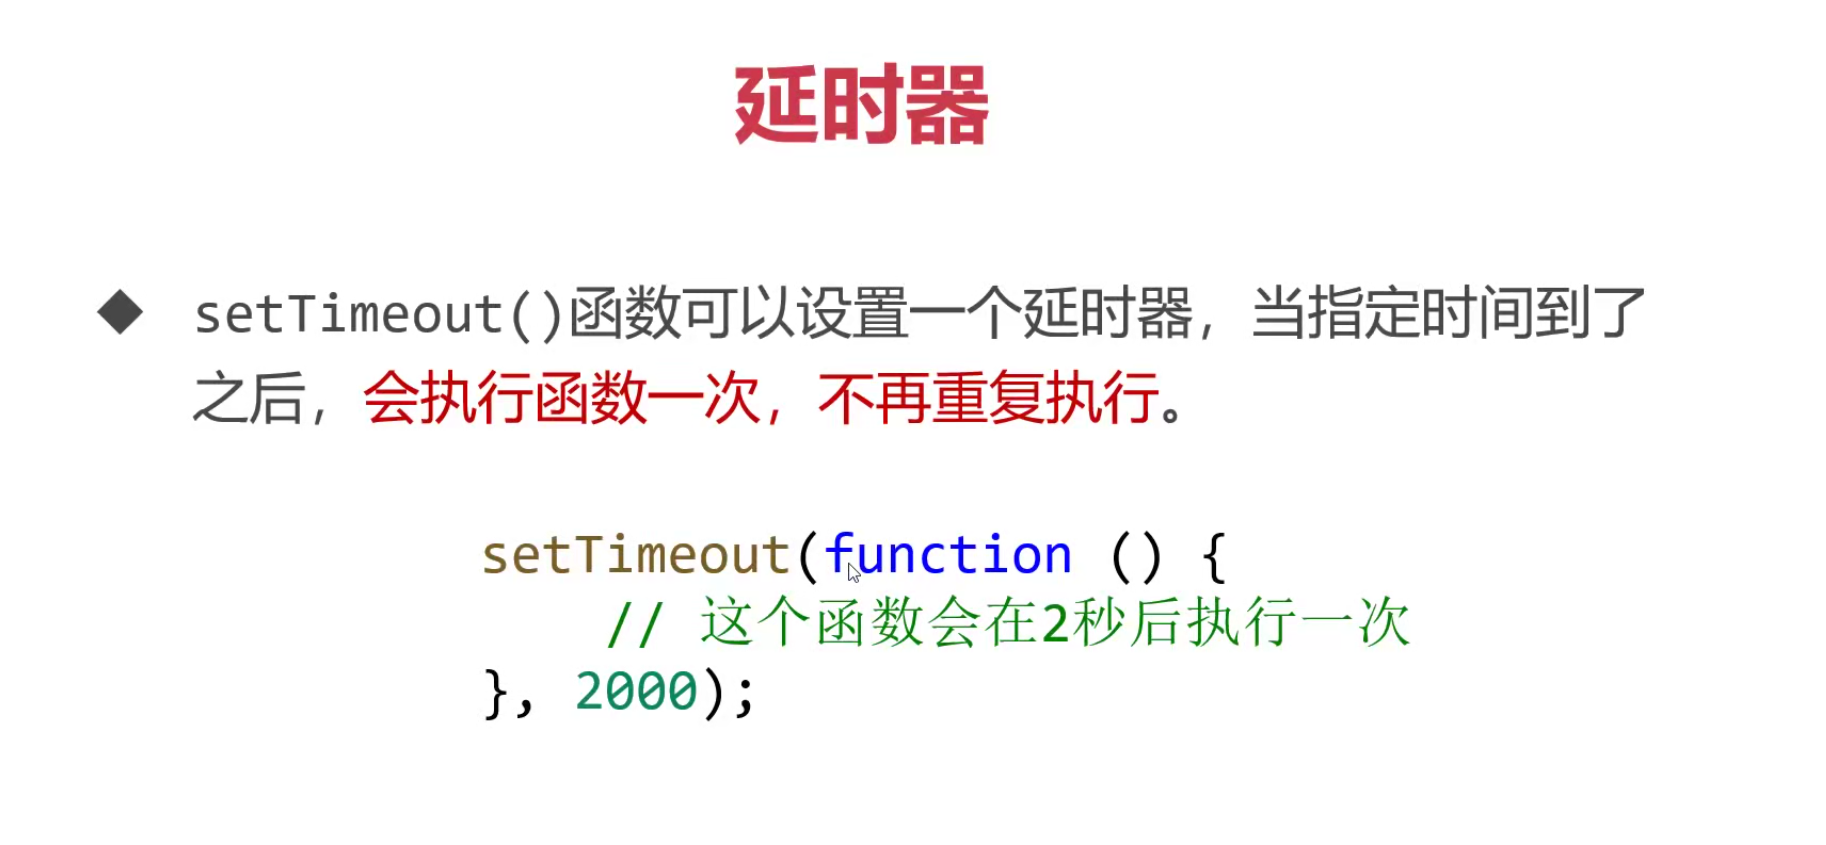 延时器
setTimeout()函数可以设置一个延时器，当指定时间到了
之后，会执行函数一次，不再重复执行。
setTimeout(function () {
    // 这个函数会在2秒后执行一次
}, 2000);